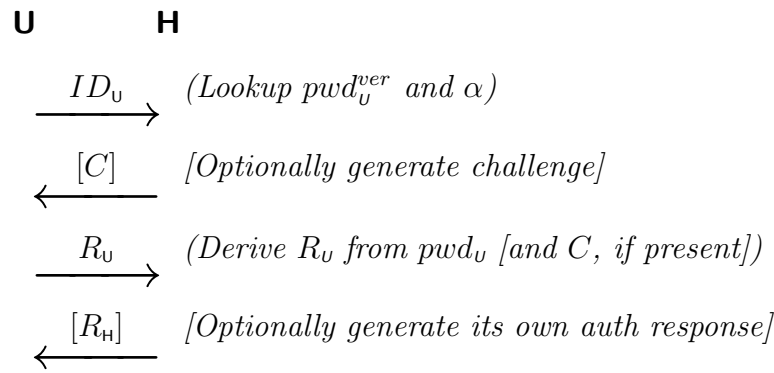 U H
ID_U (Lookup pwd_U^ver and α)
[C] [Optionally generate challenge]
R_U (Derive R_U from pwd_U [and C, if present])
[R_H] [Optionally generate its own auth response]